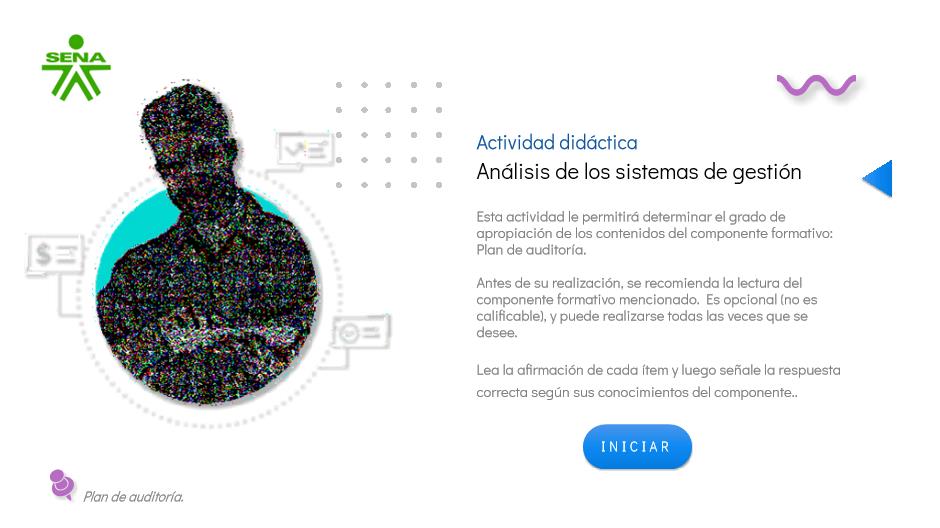 SENA
Actividad didáctica
Análisis de los sistemas de gestión
Esta actividad le permitirá determinar el grado de
apropiación de los contenidos del componente formativo:
Plan de auditoría.
Antes de su realización, se recomienda la lectura del
componente formativo mencionado. Es opcional (no es
calificable), y puede realizarse todas las veces que se
desee.
Lea la afirmación de cada ítem y luego señale la respuesta
correcta según sus conocimientos del componente..
INICIAR
Plan de auditoría.